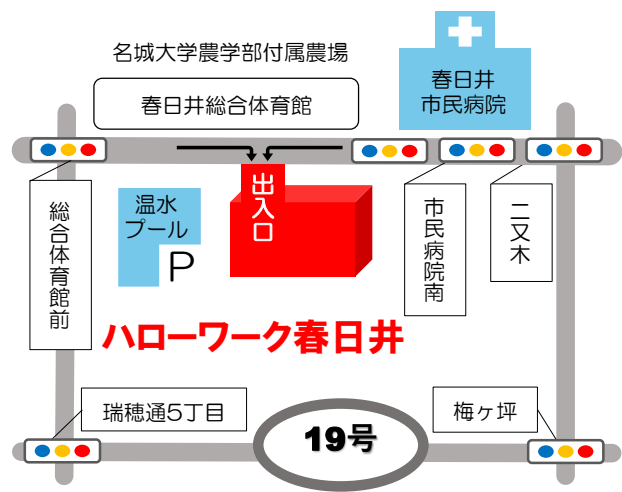 名城大学農学部付属農場
春日井総合体育館
春日井
市民病院
出入口
総合体育館前
温水
プール
P
市民病院南
二又木
ハローワーク春日井
瑞穂通5丁目
19号
梅ヶ坪